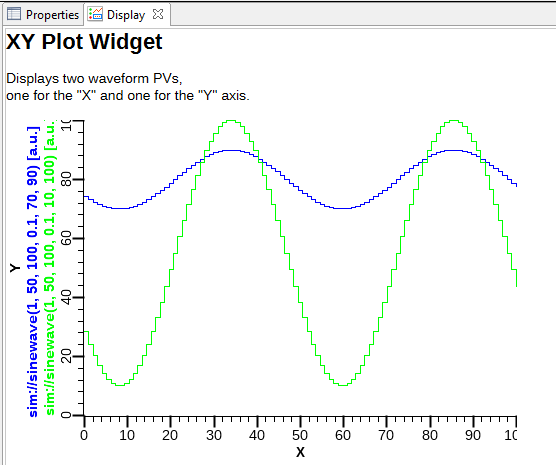 Properties
Display
XY Plot Widget
Displays two waveform PVs,
one for the "X" and one for the "Y" axis.
Y
sim://sinewave(1, 50, 100, 0.1, 70, 90) [a.u.]
sim://sinewave(1, 50, 100, 0.1, 10, 100) [a.u.
80
60
40
20
0
0 10 20 30 40 50 60 70 80 90
X